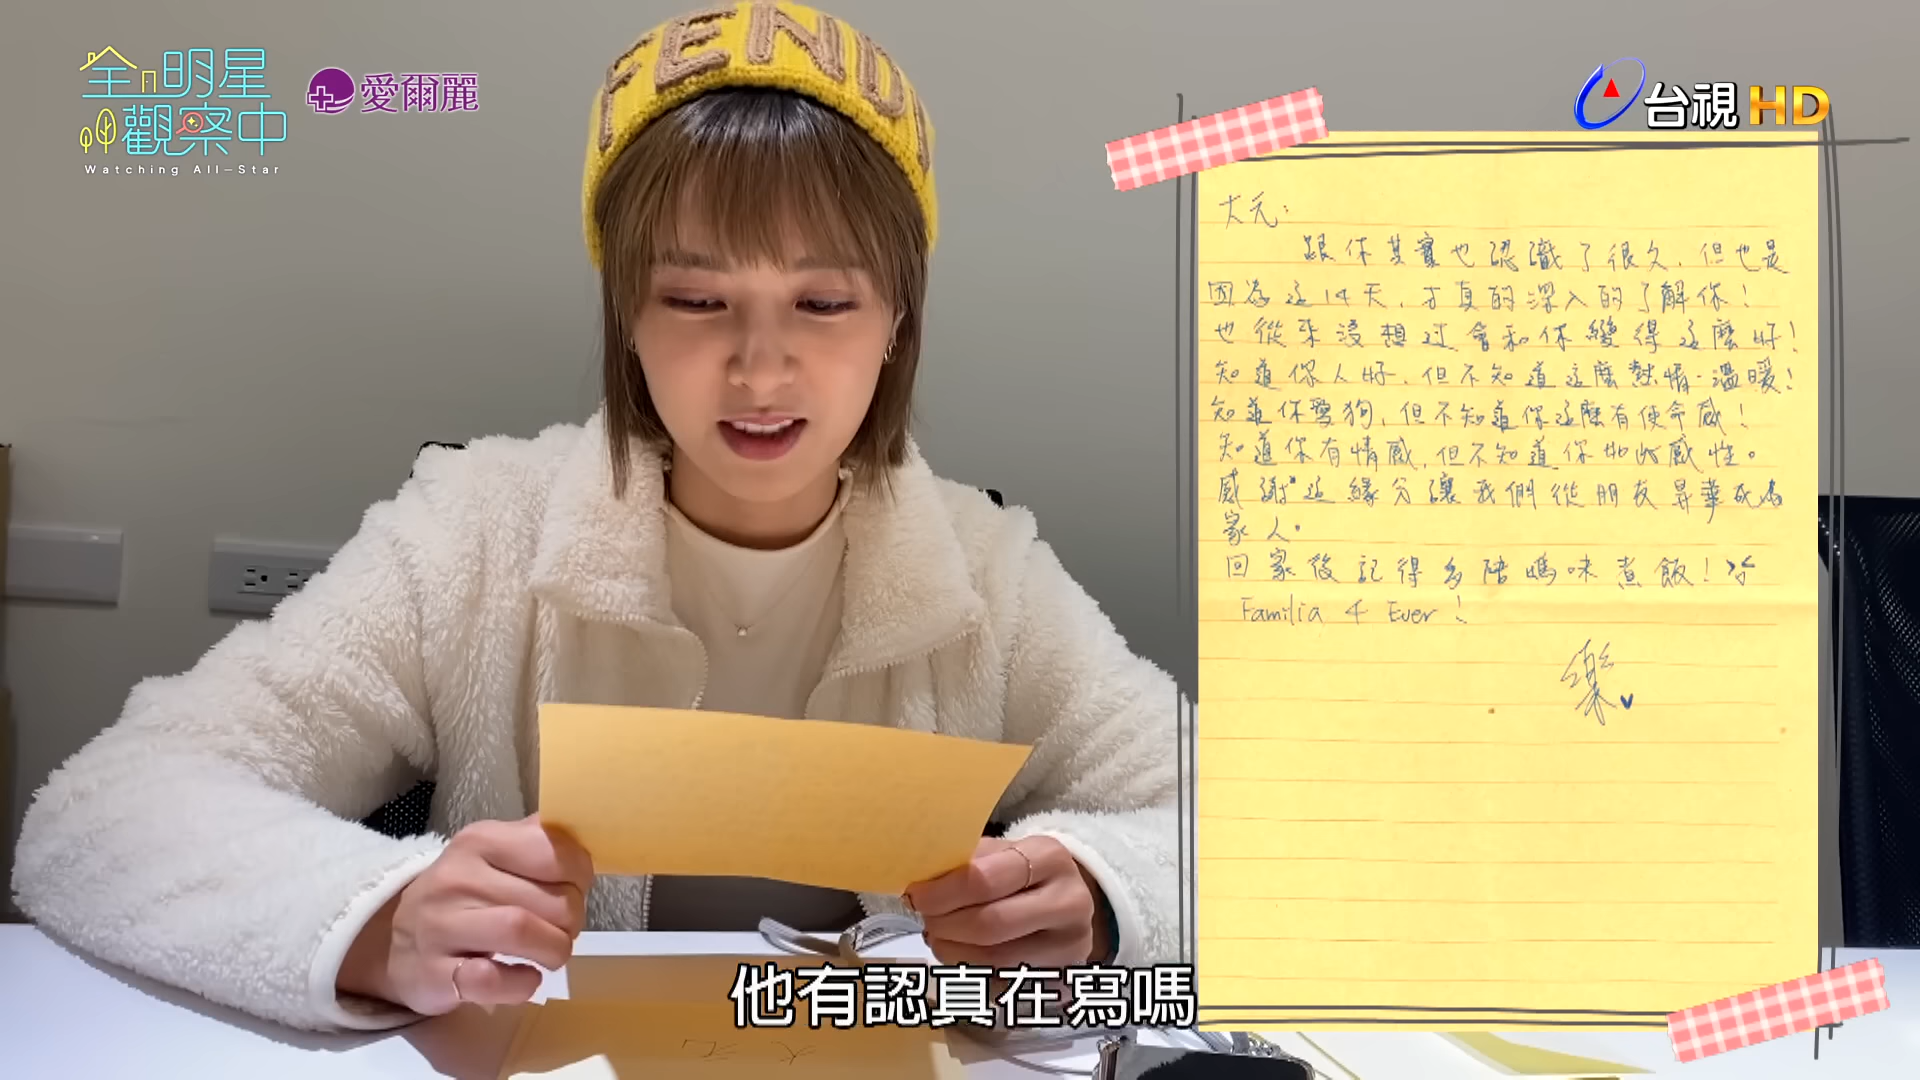 全明星
觀察中
Watching All-Star
愛爾麗
FENDI
台視HD
大元:
跟你其實也認識了很久,但也是
因為這14天,才真的深入的了解你!
也從來沒想过會和你變得這麼好!
知道你人好,但不知道這麼熱情、溫暖!
知道你愛狗,但不知道你這麼有使命感!
知道你有情感,但不知道你如此感性。
感謝這緣分讓我們從朋友昇華成為
家人。
回家後記得多陪媽咪煮飯!
Familia 4 Ever!
樂
他有認真在寫嗎
大元